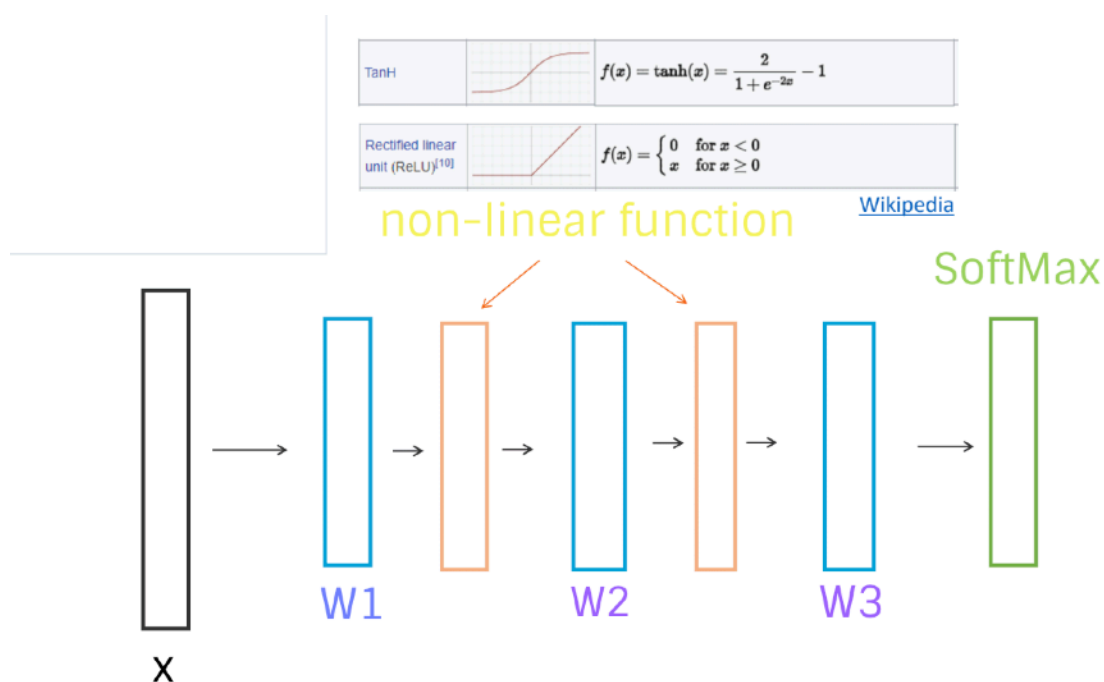 TanH
f(x) = tanh(x) = 2 / (1 + e^{-2x}) − 1
Rectified linear
unit (ReLU)[10]
f(x) = { 0 for x < 0
x for x ≥ 0
Wikipedia
non-linear function
SoftMax
W1
W2
W3
X